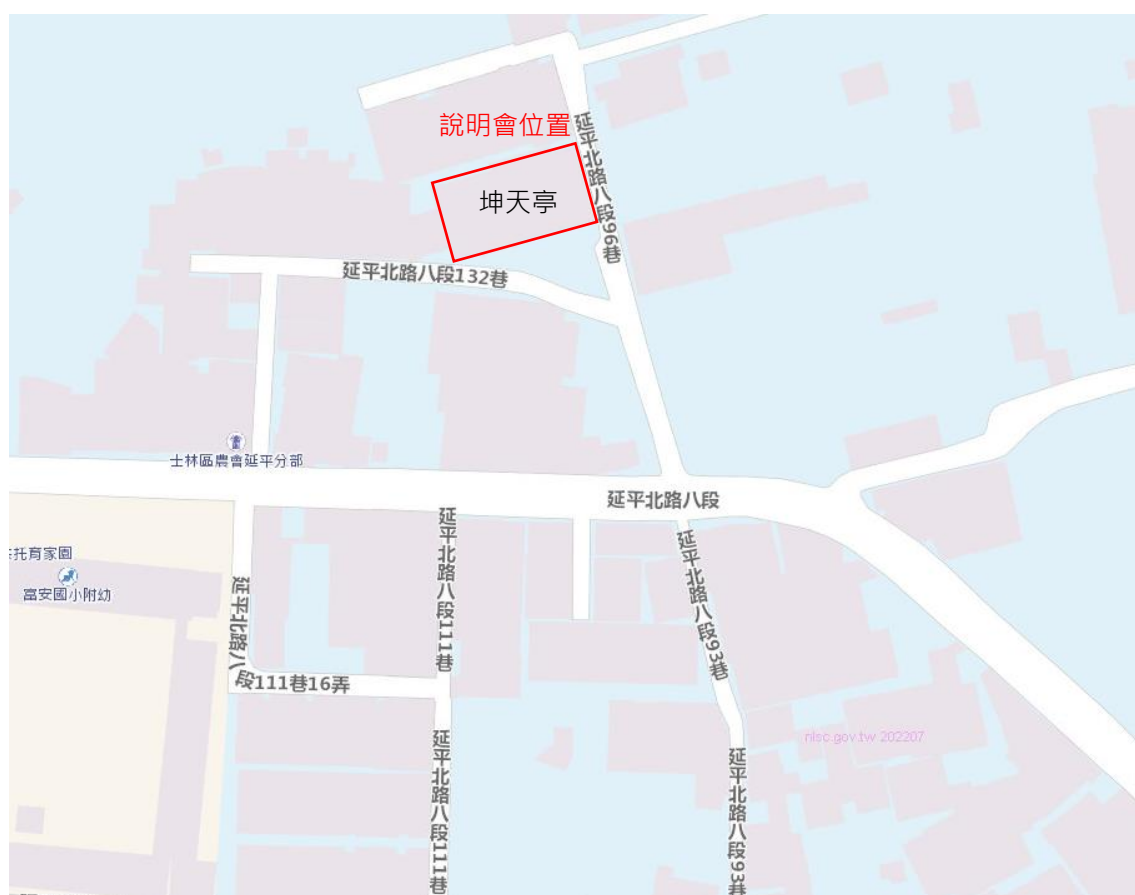 說明會位置
坤天亭
延平北路八段96巷
延平北路八段132巷
士林區農會延平分部
延平北路八段
托育家園
富安國小附幼
延平北路八段111巷
延平北路八段93巷
延平北路八段111巷16弄
nlsc.gov.tw 202207
延平北路八段111巷
延平北路八段93巷